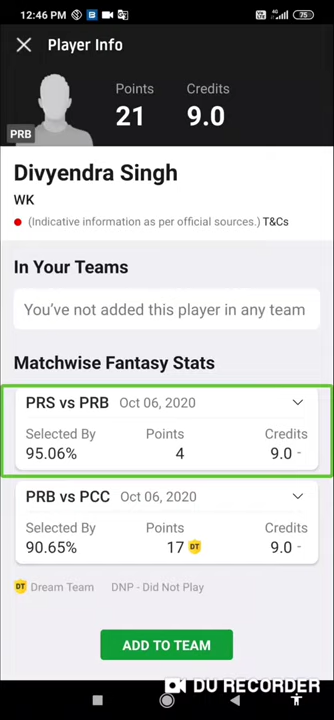 12:46 PM
75
Player Info
Points
Credits
21
9.0
PRB
Divyendra Singh
WK
(Indicative information as per official sources.) T&Cs
In Your Teams
You've not added this player in any team
Matchwise Fantasy Stats
PRS vs PRB Oct 06, 2020
Selected By Points Credits
95.06% 4 9.0 -
PRB vs PCC Oct 06, 2020
Selected By Points Credits
90.65% 17 DT 9.0 -
DT Dream Team DNP - Did Not Play
ADD TO TEAM
DU RECORDER